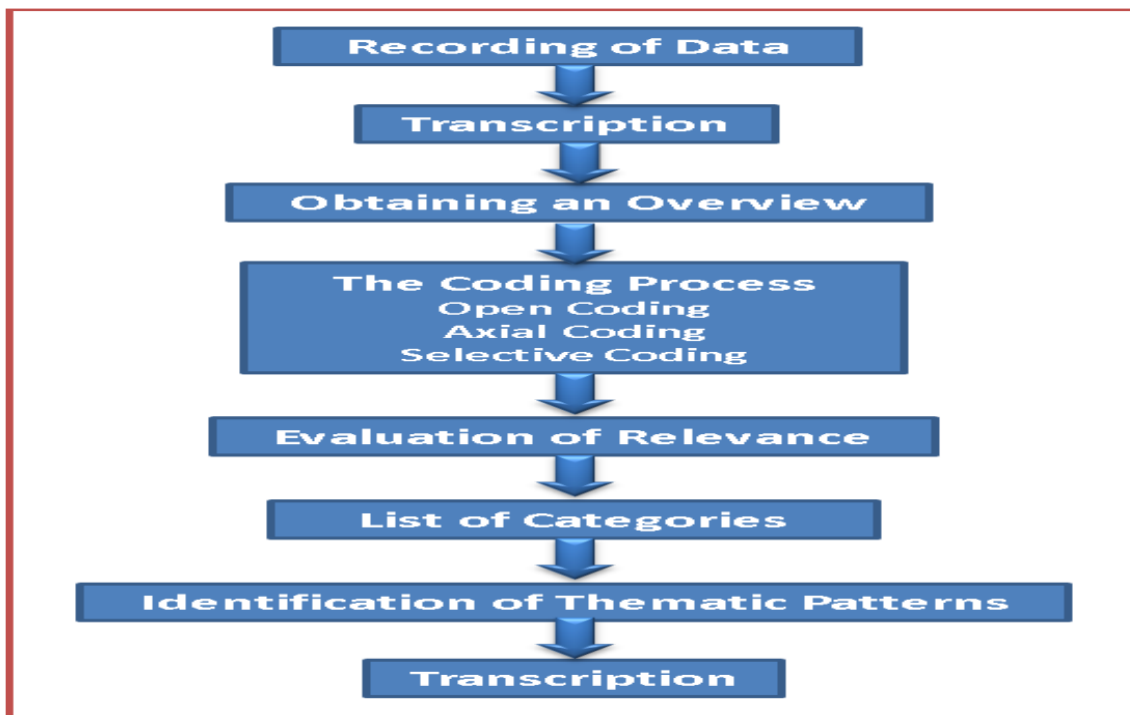 Recording of Data
Transcription
Obtaining an Overview
The Coding Process
Open Coding
Axial Coding
Selective Coding
Evaluation of Relevance
List of Categories
Identification of Thematic Patterns
Transcription